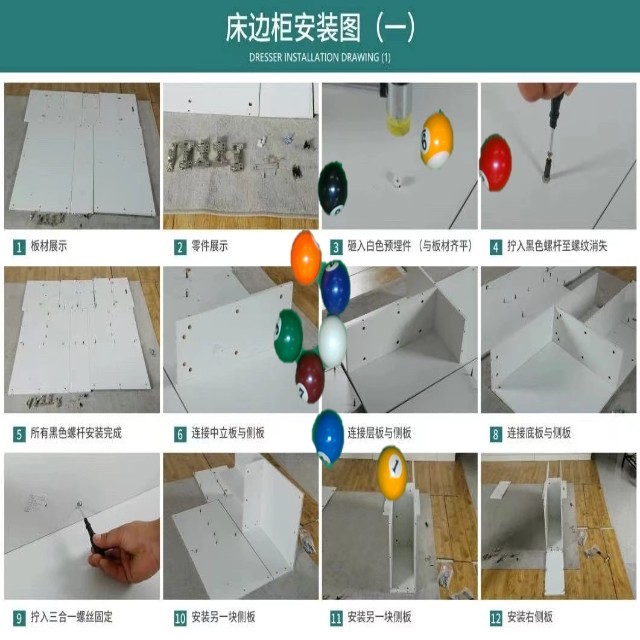 床边柜安装图（一）
DRESSER INSTALLATION DRAWING (1)
1 板材展示
2 零件展示
3 砸入白色预埋件（与板材齐平）
4 拧入黑色螺杆至螺纹消失
5 所有黑色螺杆安装完成
6 连接中立板与侧板
连接层板与侧板
8 连接底板与侧板
9 拧入三合一螺丝固定
10 安装另一块侧板
11 安装另一块侧板
12 安装右侧板